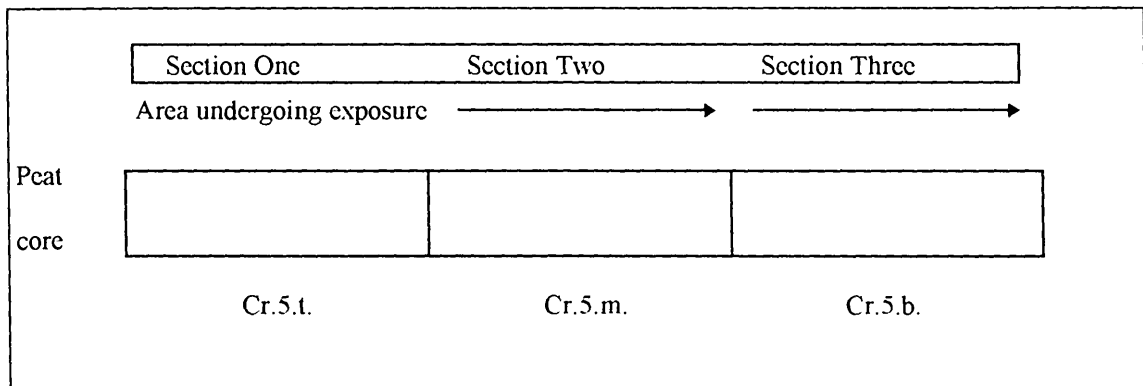 Section One Section Two Section Three
Area undergoing exposure
Peat
core
Cr.5.t. Cr.5.m. Cr.5.b.